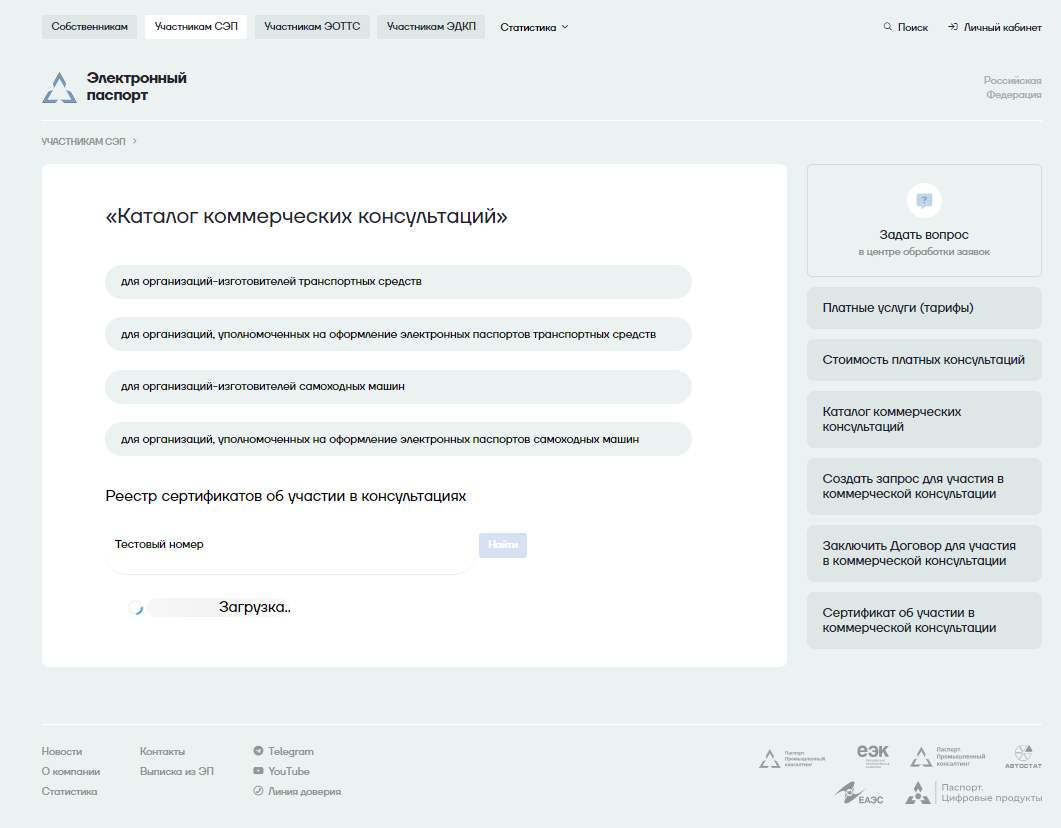 Собственникам Участникам СЭП Участникам ЭОТТС Участникам ЭДКП Статистика Поиск Личный кабинет
Электронный
паспорт
Российская
Федерация
УЧАСТНИКАМ СЭП
«Каталог коммерческих консультаций»
для организаций-изготовителей транспортных средств
для организаций, уполномоченных на оформление электронных паспортов транспортных средств
для организаций-изготовителей самоходных машин
для организаций, уполномоченных на оформление электронных паспортов самоходных машин
Реестр сертификатов об участии в консультациях
Тестовый номер Найти
Загрузка..
Задать вопрос
в центре обработки заявок
Платные услуги (тарифы)
Стоимость платных консультаций
Каталог коммерческих
консультаций
Создать запрос для участия в
коммерческой консультации
Заключить Договор для участия
в коммерческой консультации
Сертификат об участии в
коммерческой консультации
Новости Контакты Telegram
О компании Выписка из ЭП YouTube
Статистика Линия доверия
Паспорт.
Промышленный
консалтинг
ЕЭК
Паспорт.
Промышленный
консалтинг
АВТОСТАТ
ЕАЭС
Паспорт.
Цифровые продукты